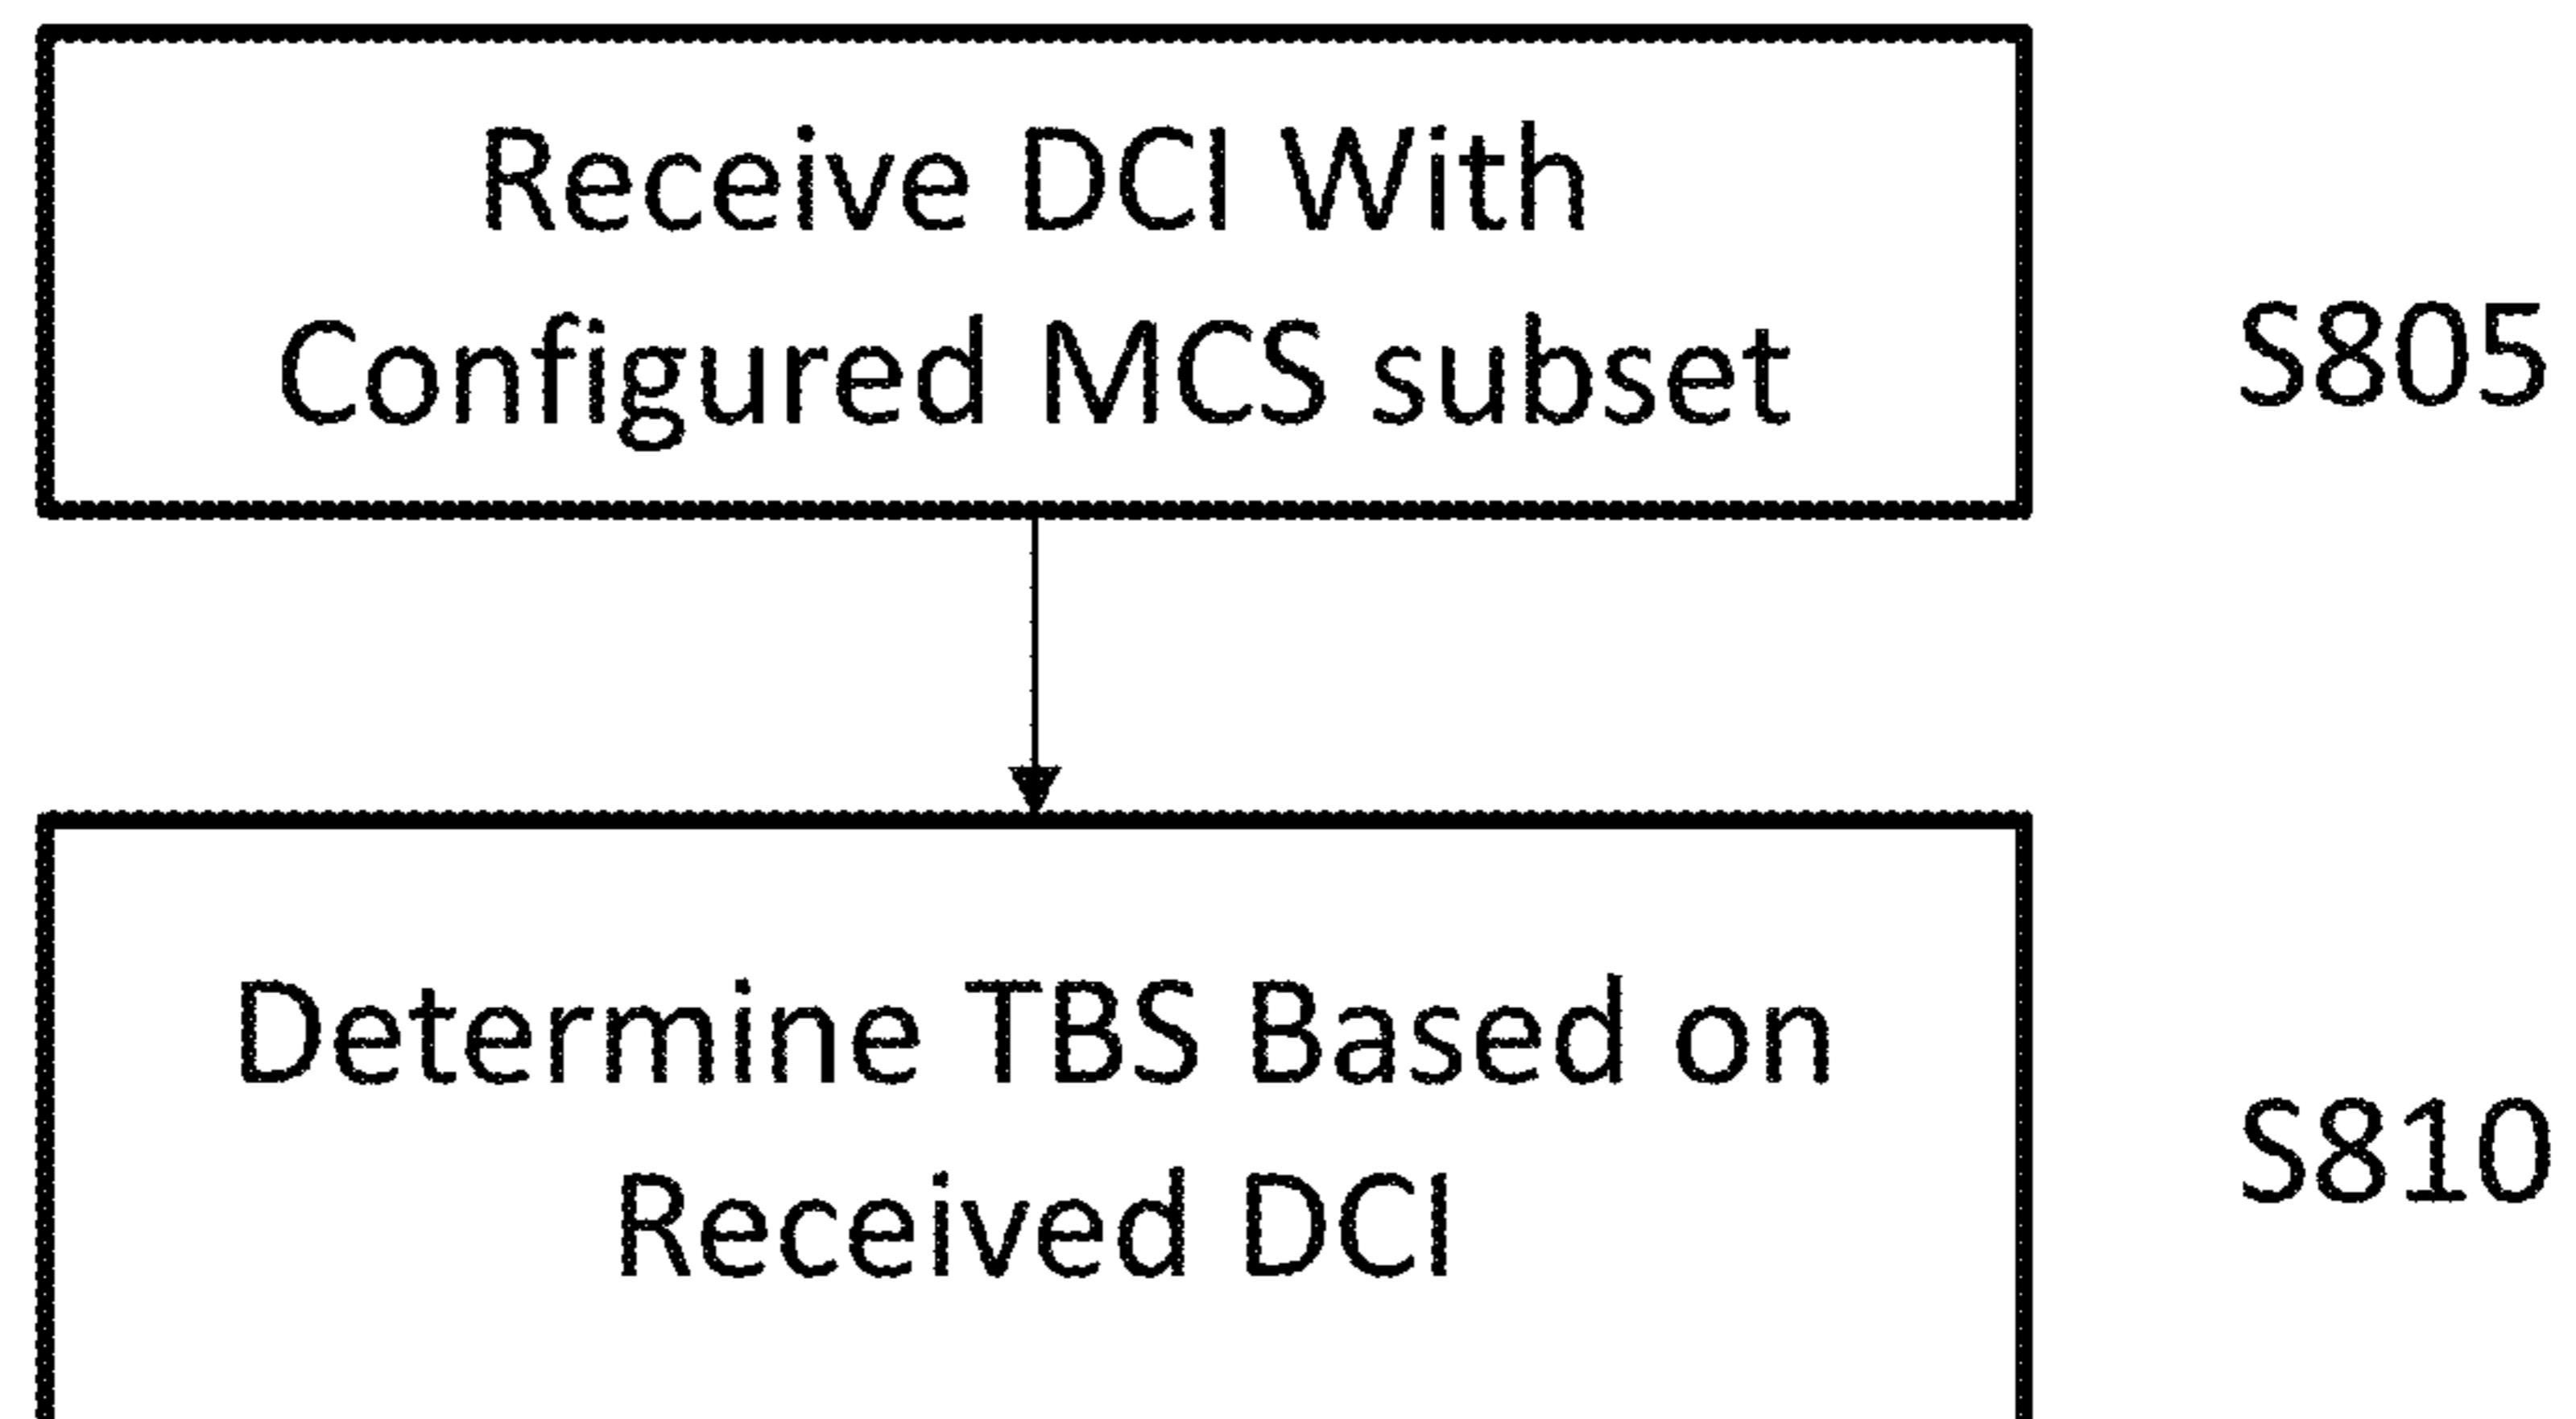 Receive DCI With
Configured MCS subset
S805
Determine TBS Based on
Received DCI
S810